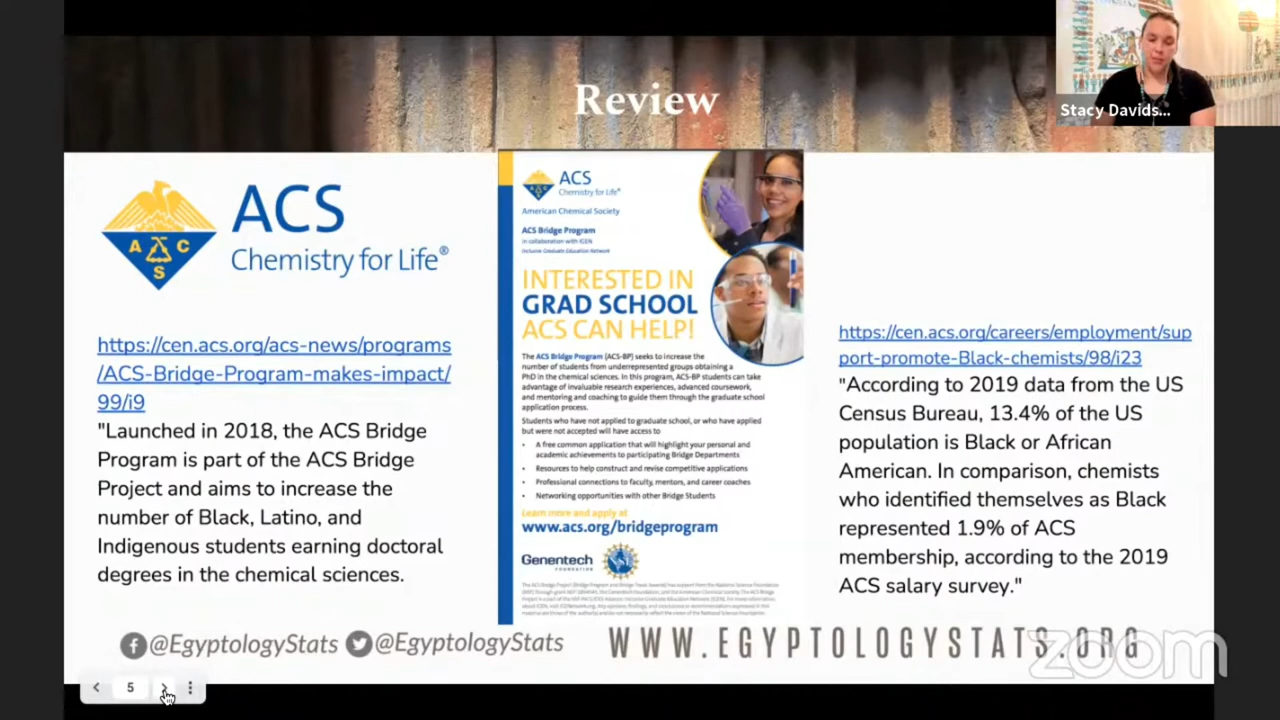 Review
Stacy Davids...
ACS
Chemistry for Life®
A C S
https://cen.acs.org/acs-news/programs
/ACS-Bridge-Program-makes-impact/
99/i9
"Launched in 2018, the ACS Bridge
Program is part of the ACS Bridge
Project and aims to increase the
number of Black, Latino, and
Indigenous students earning doctoral
degrees in the chemical sciences.
ACS
Chemistry for Life®
American Chemical Society
ACS Bridge Program
in collaboration with IGEN
Inclusive Graduate Education Network
INTERESTED IN
GRAD SCHOOL
ACS CAN HELP!
The ACS Bridge Program (ACS-BP) seeks to increase the
number of students from underrepresented groups obtaining a
PhD in the chemical sciences. In this program, ACS-BP students can take
advantage of invaluable research experiences, advanced coursework,
and mentoring and coaching to guide them through the graduate school
application process.
Students who have not applied to graduate school, or who have applied
but were not accepted will have access to
• A free common application that will highlight your personal and
academic achievements to participating Bridge Departments
• Resources to help construct and revise competitive applications
• Professional connections to faculty, mentors, and career coaches
• Networking opportunities with other Bridge Students
Learn more and apply at
www.acs.org/bridgeprogram
Genentech
FOUNDATION
NSF
https://cen.acs.org/careers/employment/sup
port-promote-Black-chemists/98/i23
"According to 2019 data from the US
Census Bureau, 13.4% of the US
population is Black or African
American. In comparison, chemists
who identified themselves as Black
represented 1.9% of ACS
membership, according to the 2019
ACS salary survey."
@EgyptologyStats @EgyptologyStats WWW.EGYPTOLOGYSTATS.ORG
zoom
5